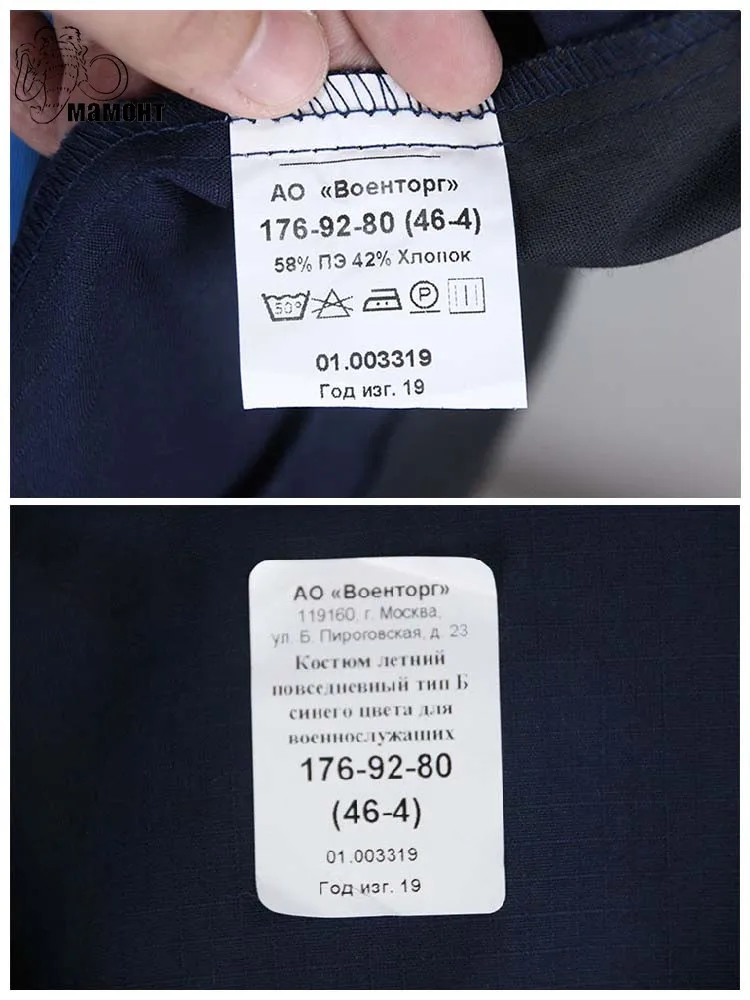 МАМОНТ
АО «Военторг»
176-92-80 (46-4)
58% ПЭ 42% Хлопок
50°
P
01.003319
Год изг. 19
АО «Военторг»
119160, г. Москва,
ул. Б. Пироговская, д. 23
Костюм летний
повседневный тип Б
синего цвета для
военнослужащих
176-92-80
(46-4)
01.003319
Год изг. 19